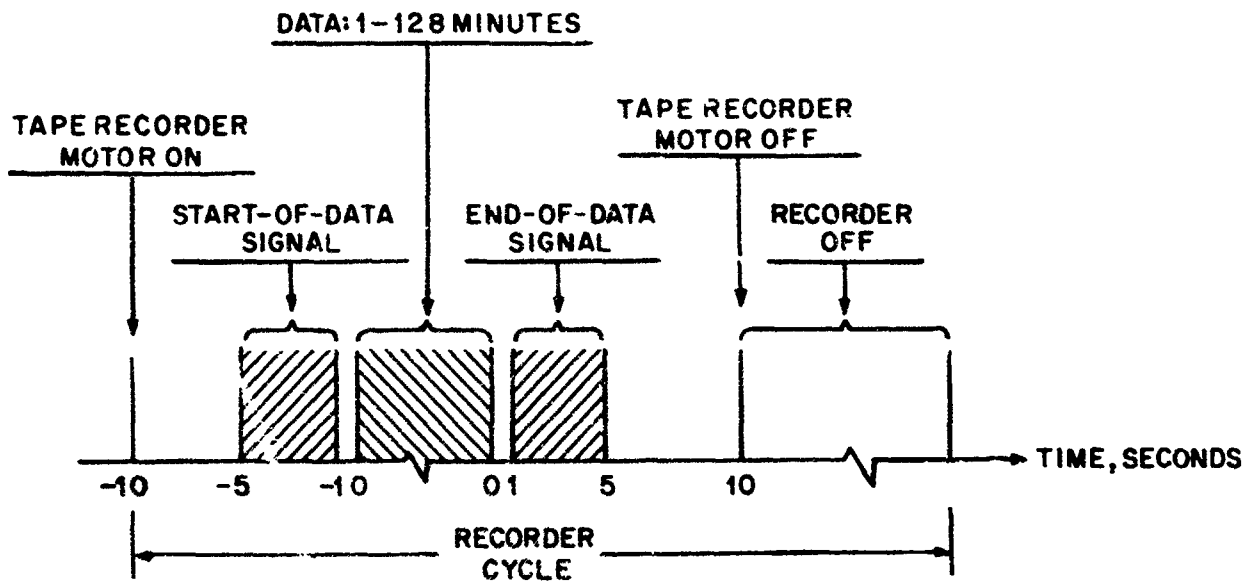 DATA: 1-128 MINUTES
TAPE RECORDER
MOTOR ON
TAPE RECORDER
MOTOR OFF
START-OF-DATA
SIGNAL
END-OF-DATA
SIGNAL
RECORDER
OFF
-10 -5 -1 0 0 1 5 10
TIME, SECONDS
RECORDER
CYCLE